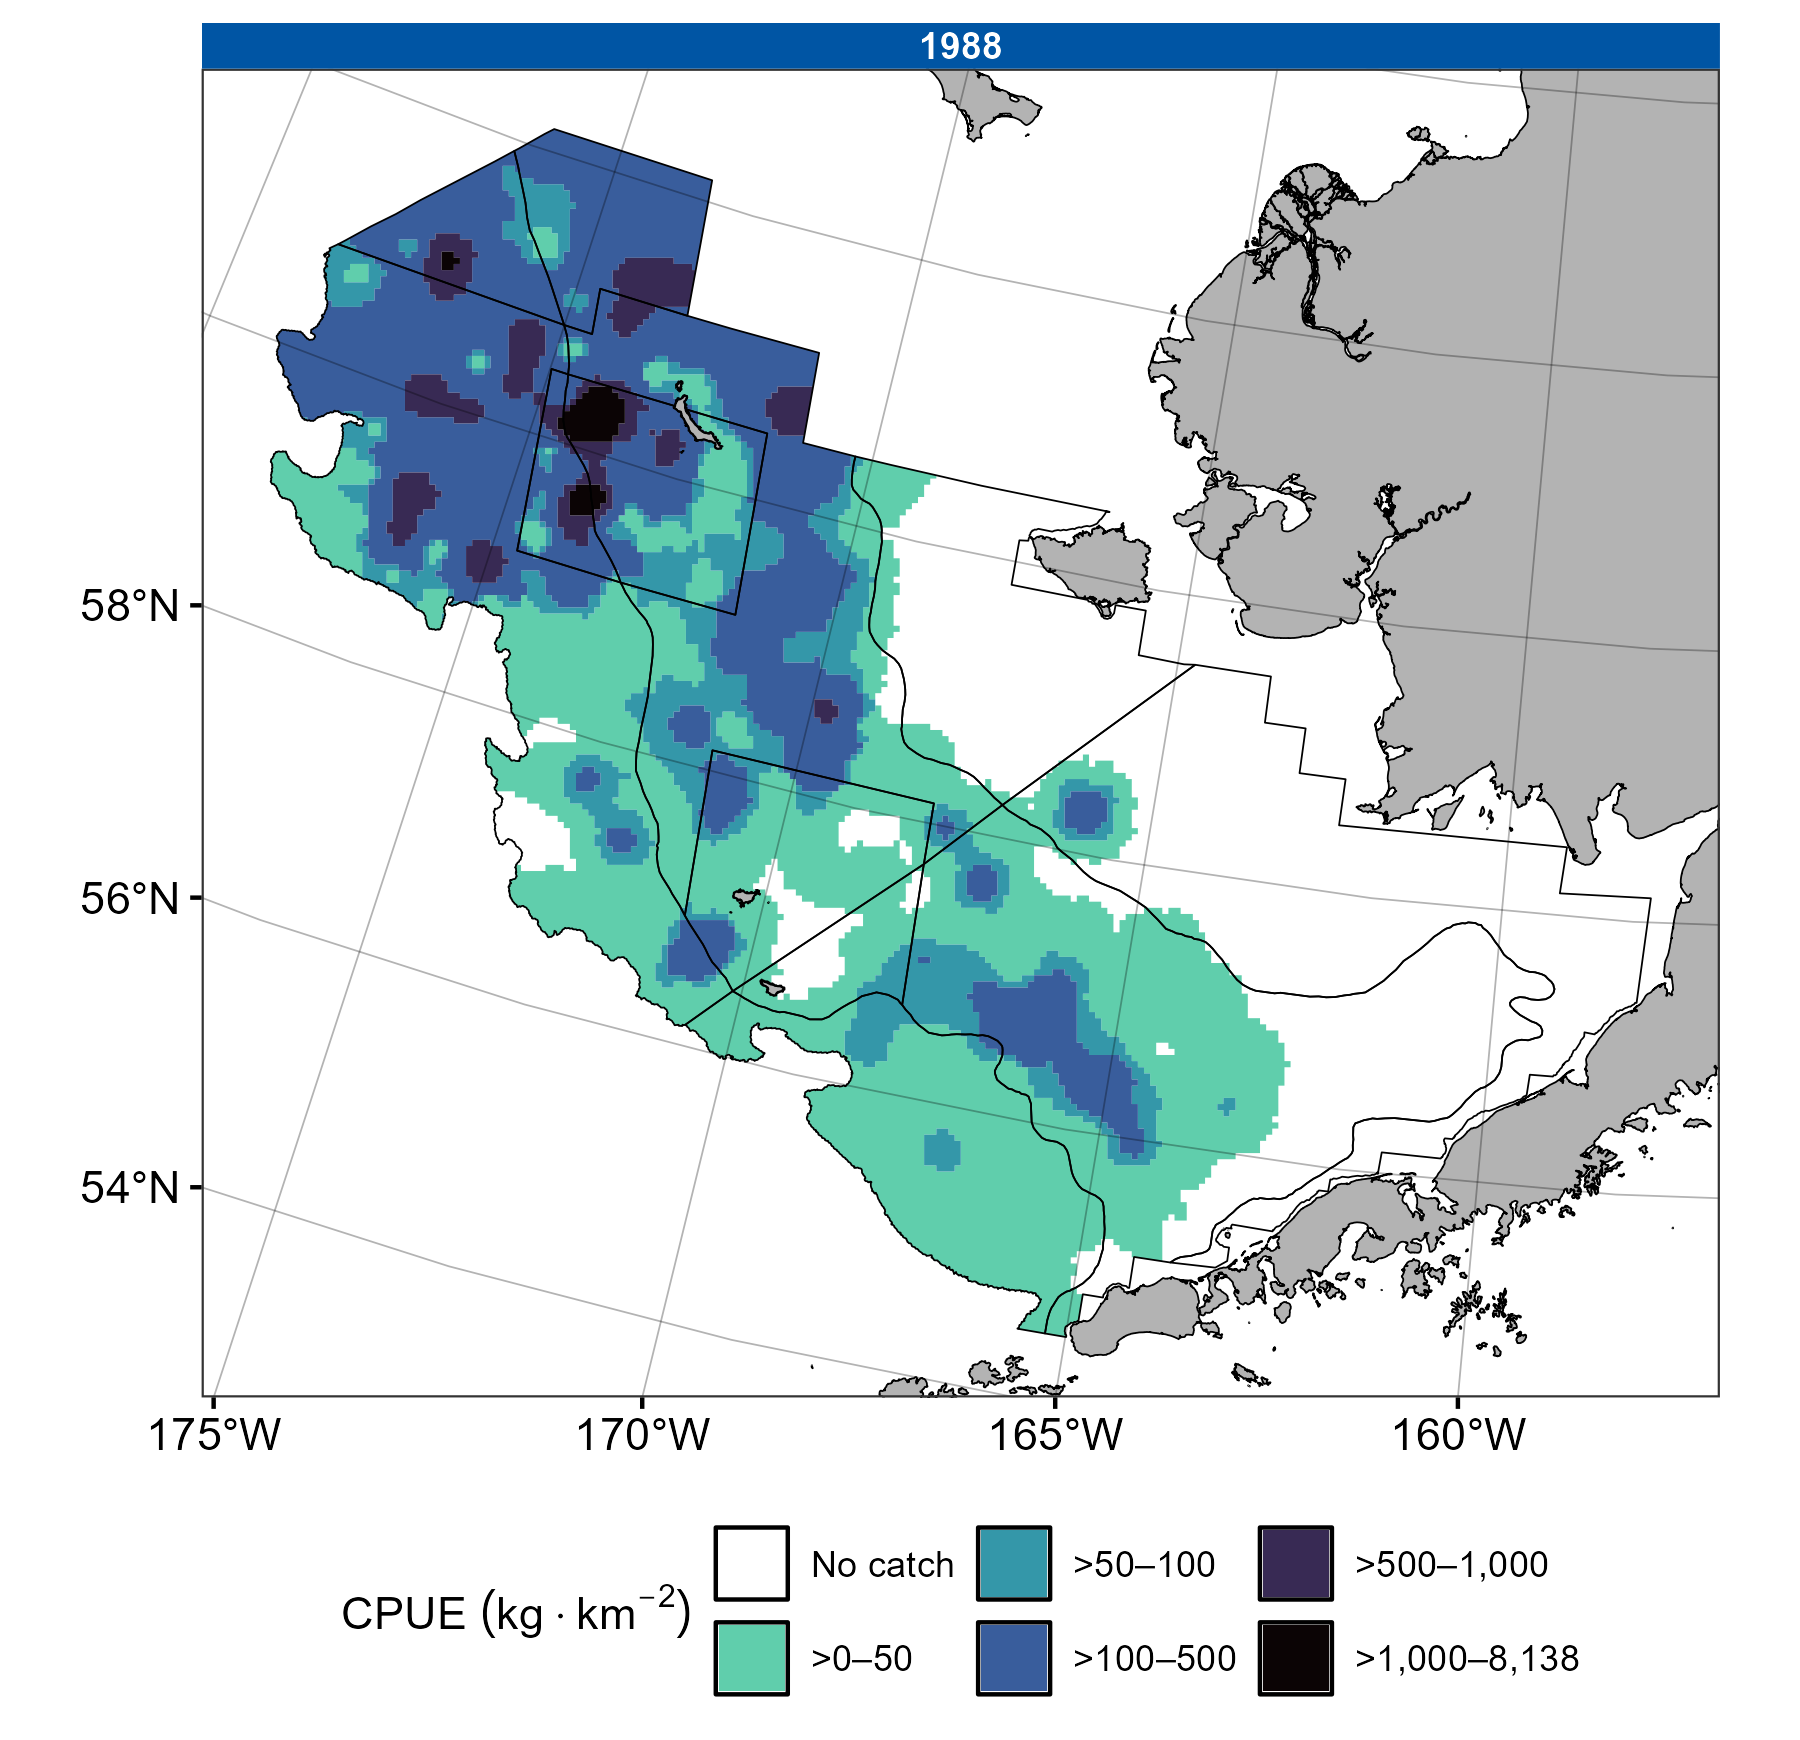 1988
58°N
56°N
54°N
175°W 170°W 165°W 160°W
CPUE (kg · km⁻²)
No catch
>0–50
>50–100
>100–500
>500–1,000
>1,000–8,138